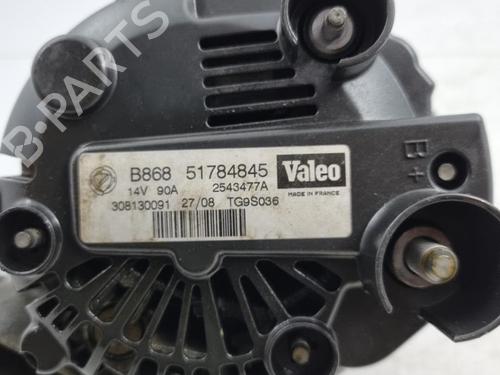 B-PARTS
B868 51784845 Valeo
14V 90A 2543477A MADE IN FRANCE
308130091 27/08 TG9S036
B+